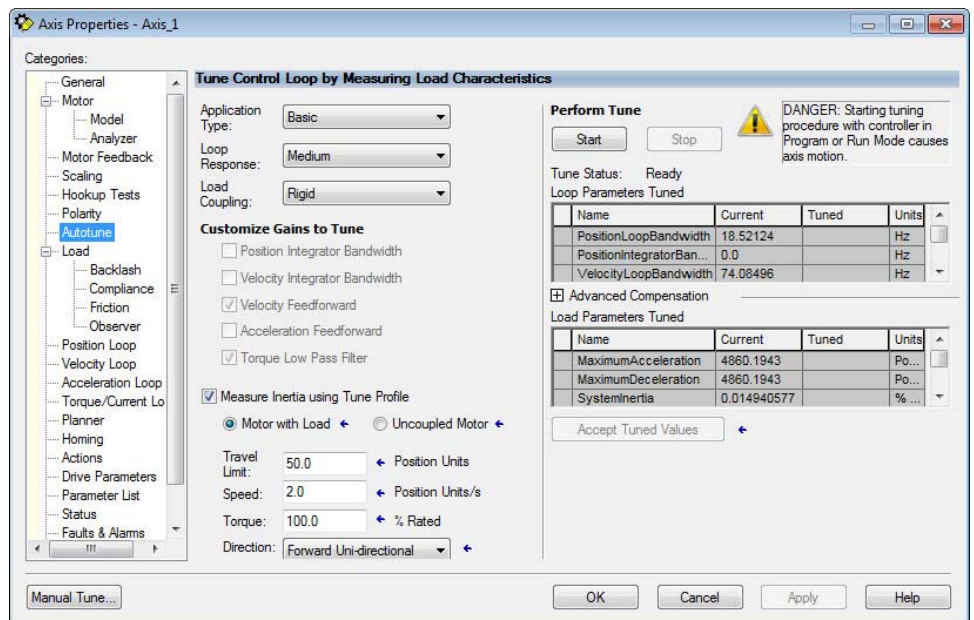 Axis Properties - Axis_1
Categories:
General
Motor
Model
Analyzer
Motor Feedback
Scaling
Hookup Tests
Polarity
Autotune
Load
Backlash
Compliance
Friction
Observer
Position Loop
Velocity Loop
Acceleration Loop
Torque/Current Lo
Planner
Homing
Actions
Drive Parameters
Parameter List
Status
Faults & Alarms
Tune Control Loop by Measuring Load Characteristics
Application Type: Basic
Loop Response: Medium
Load Coupling: Rigid
Customize Gains to Tune
Position Integrator Bandwidth
Velocity Integrator Bandwidth
Velocity Feedforward
Acceleration Feedforward
Torque Low Pass Filter
Measure Inertia using Tune Profile
Motor with Load Uncoupled Motor
Travel Limit: 50.0 Position Units
Speed: 2.0 Position Units/s
Torque: 100.0 % Rated
Direction: Forward Uni-directional
Perform Tune
Start Stop
DANGER: Starting tuning
procedure with controller in
Program or Run Mode causes
axis motion.
Tune Status: Ready
Loop Parameters Tuned
Name Current Tuned Units
PositionLoopBandwidth 18.52124 Hz
PositionIntegratorBan... 0.0 Hz
VelocityLoopBandwidth 74.08496 Hz
Advanced Compensation
Load Parameters Tuned
Name Current Tuned Units
MaximumAcceleration 4860.1943 Po...
MaximumDeceleration 4860.1943 Po...
SystemInertia 0.014940577 % ...
Accept Tuned Values
Manual Tune... OK Cancel Apply Help